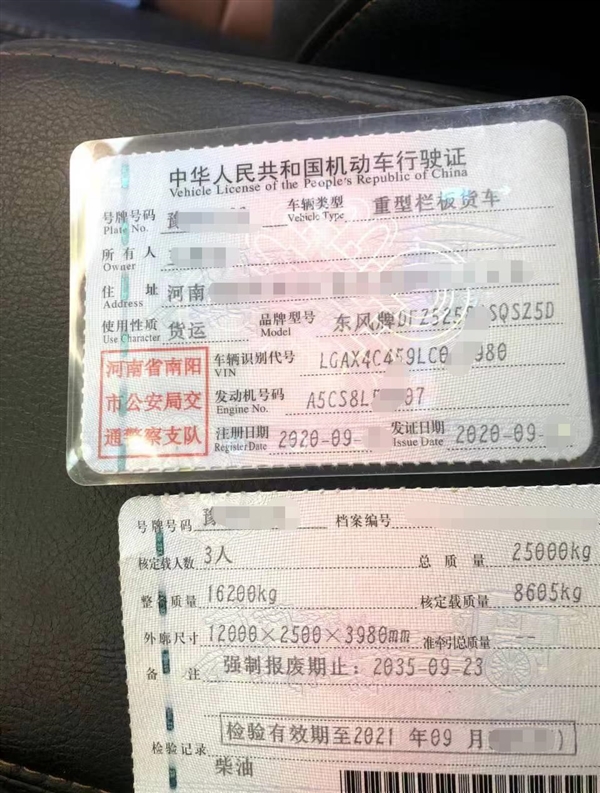 中华人民共和国机动车行驶证
Vehicle License of the People's Republic of China
号牌号码 豫 车辆类型 重型栏板货车
Plate No. Vehicle Type
所有人
Owner
住址 河南
Address
使用性质 货运 品牌型号 东风牌DFZ525 SQSZ5D
Use Character Model
河南省南阳
市公安局交
通警察支队
车辆识别代号 LGAX4C459LC0 980
VIN
发动机号码 A5CS8L 07
Engine No.
注册日期 2020-09- 发证日期 2020-09-
Register Date Issue Date
号牌号码 豫 档案编号
核定载人数 3人 总质量 25000kg
整备质量 16200kg 核定载质量 8605kg
外廓尺寸 12000×2500×3980mm 准牵引总质量 --
备注 强制报废期止：2035-09-23
检验有效期至2021年09月
检验记录
柴油